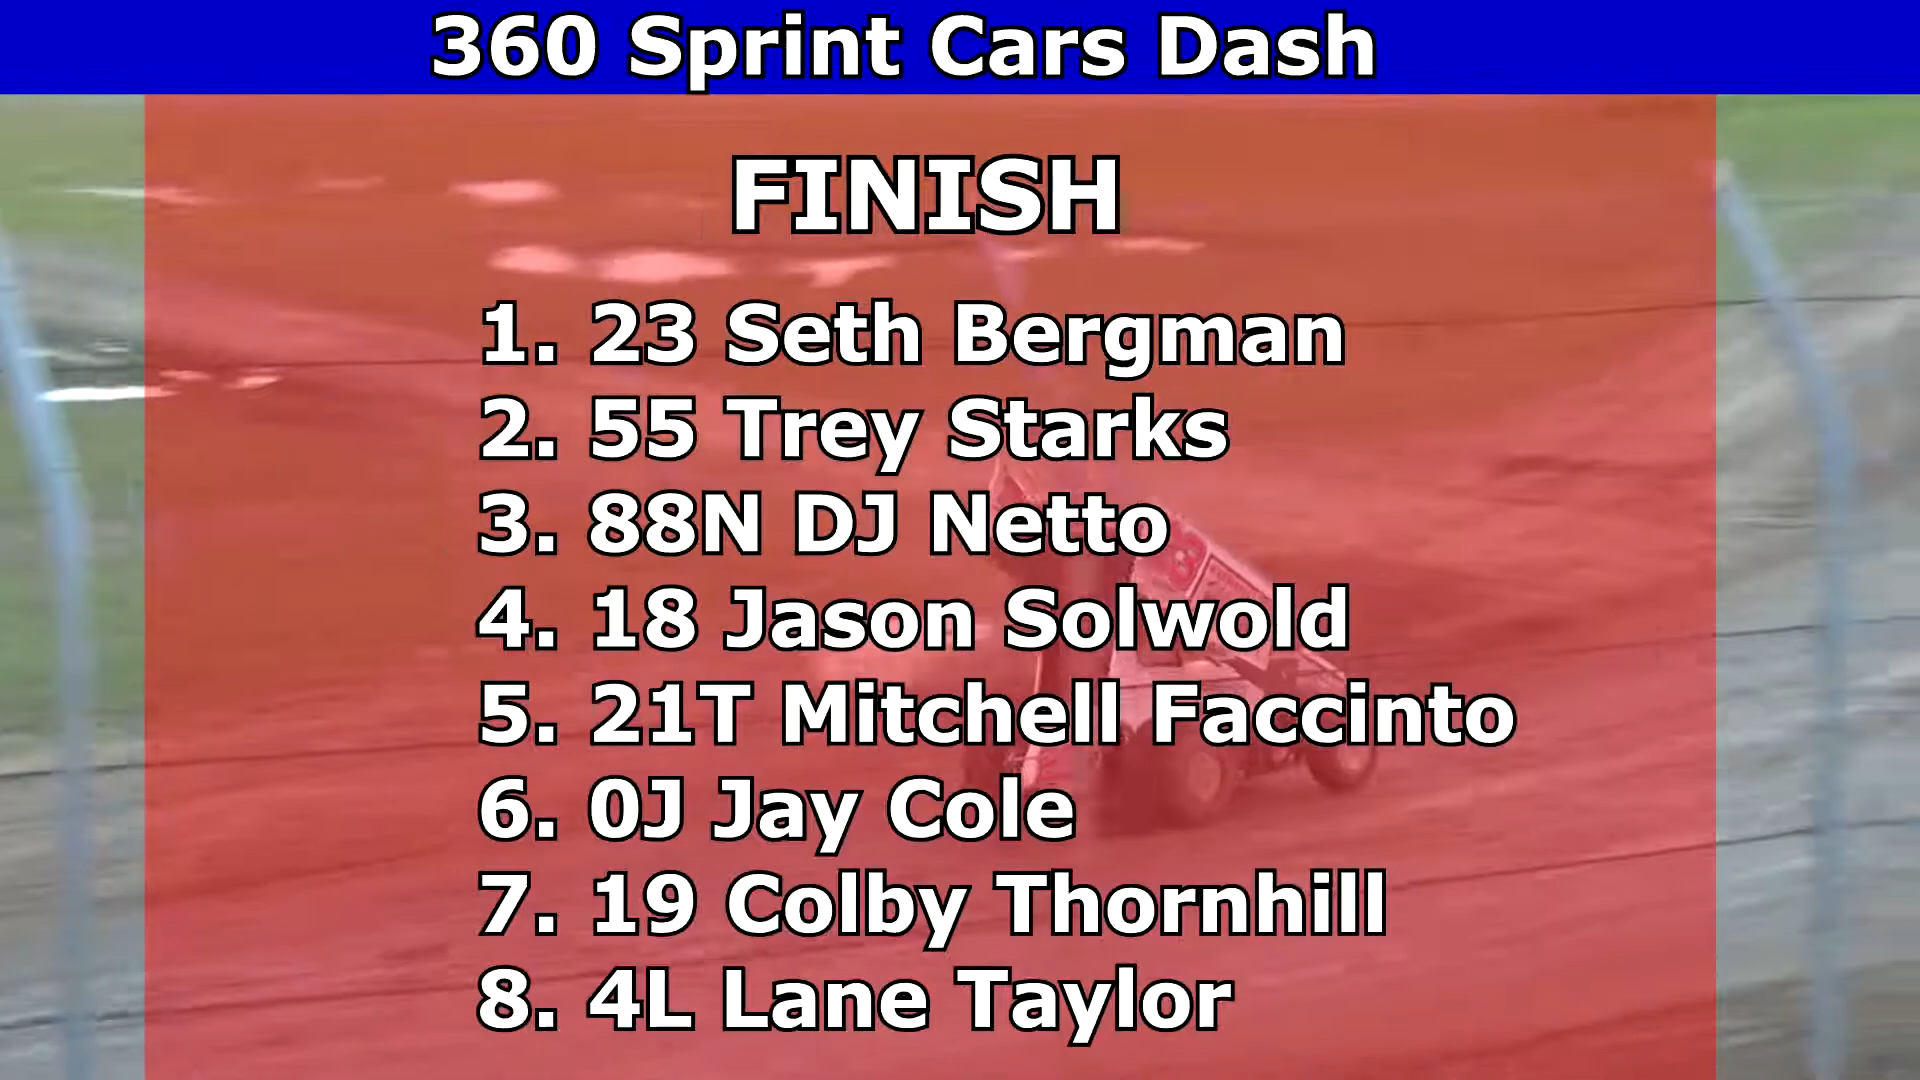 360 Sprint Cars Dash
FINISH
1. 23 Seth Bergman
2. 55 Trey Starks
3. 88N DJ Netto
4. 18 Jason Solwold
5. 21T Mitchell Faccinto
6. 0J Jay Cole
7. 19 Colby Thornhill
8. 4L Lane Taylor